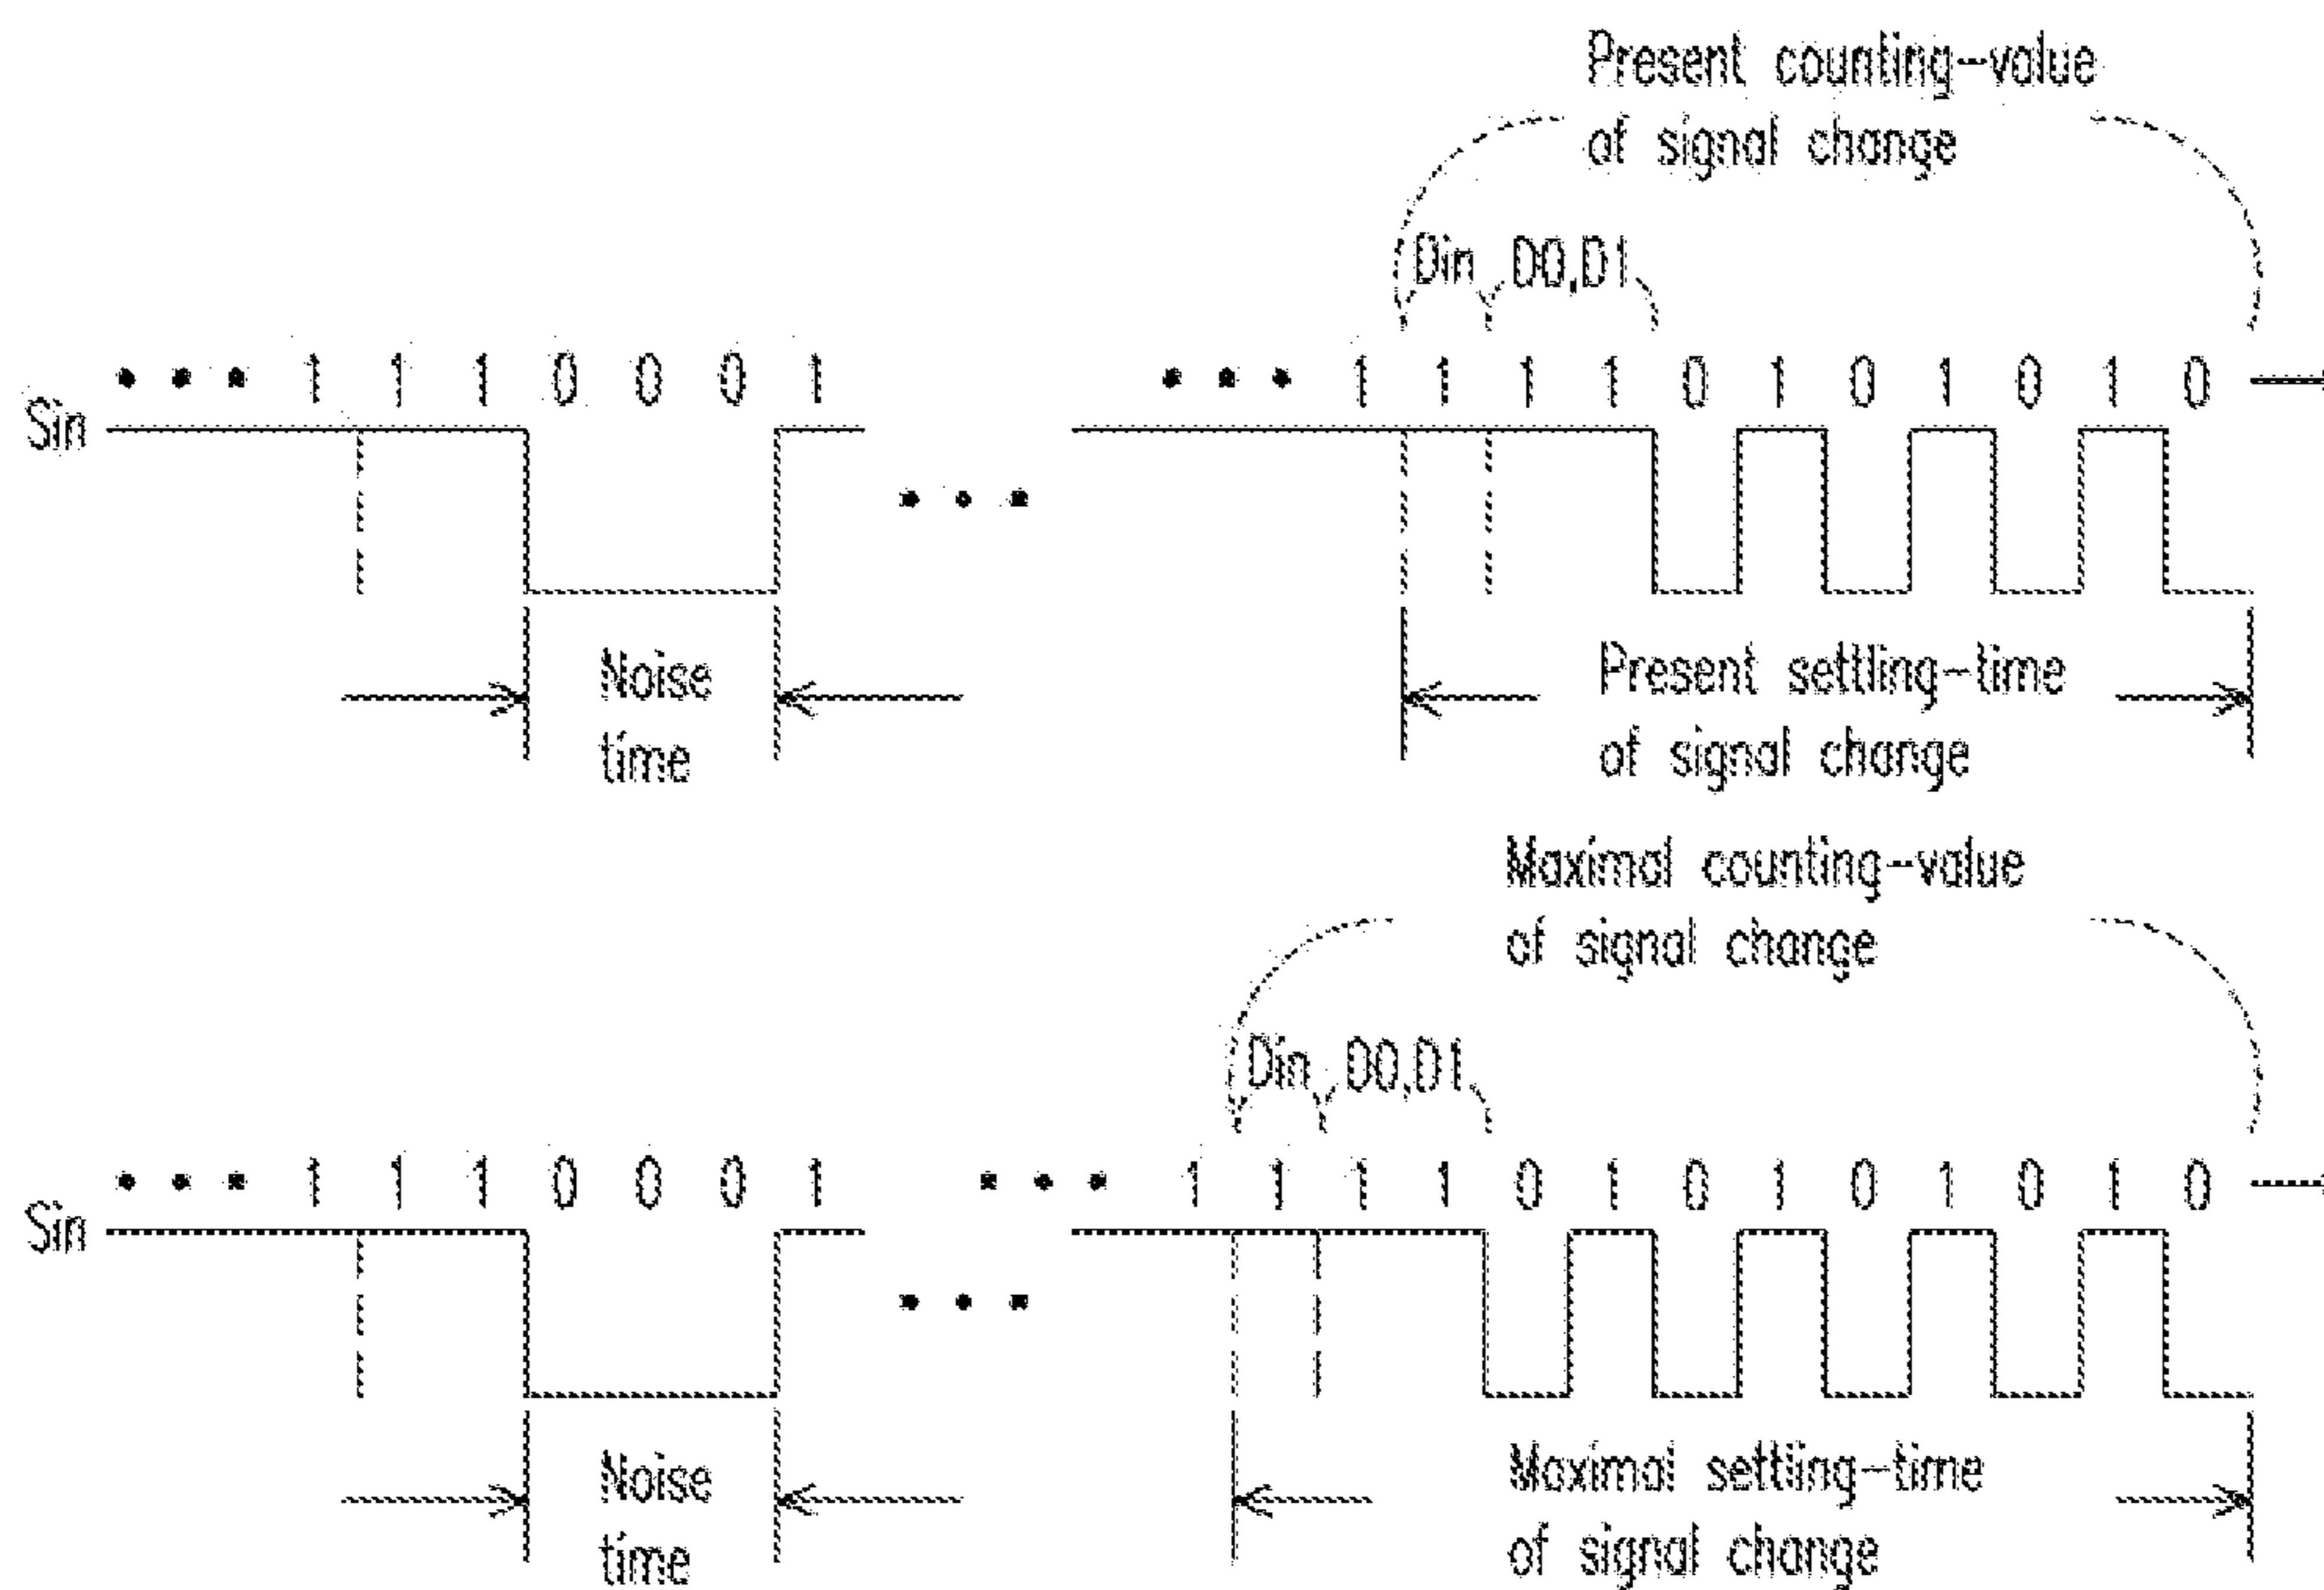 Present counting-value
of signal change
Din D0,D1
• • • 1 1 1 0 0 0 1 • • • 1 1 1 1 0 1 0 1 0 1 0
Sin
• • •
Noise
time
Present settling-time
of signal change
Maximal counting-value
of signal change
Din D0,D1
• • • 1 1 1 0 0 0 1 • • • 1 1 1 1 0 1 0 1 0 1 0 1 0
Sin
• • •
Noise
time
Maximal settling-time
of signal change